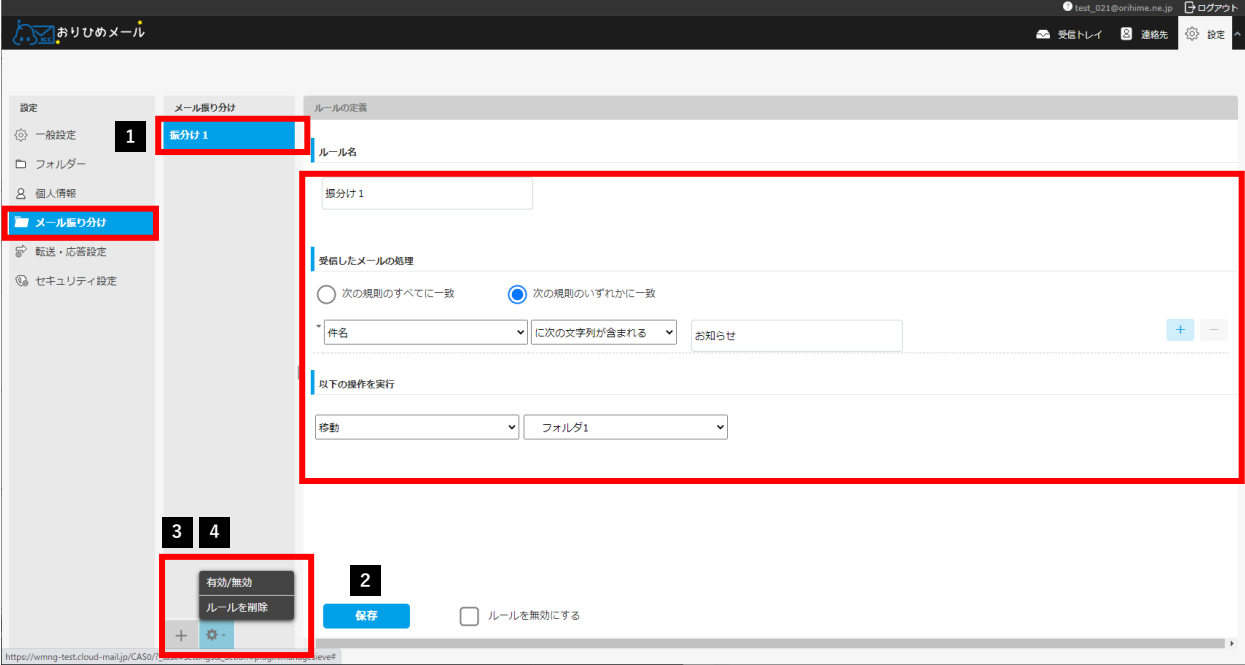 test_021@orihime.ne.jp ログアウト
おりひめメール
受信トレイ 連絡先 設定
設定 メール振り分け ルールの定義
一般設定 1 振分け 1
フォルダー ルール名
個人情報 振分け 1
メール振り分け
転送・応答設定 受信したメールの処理
セキュリティ設定
次の規則のすべてに一致 次の規則のいずれかに一致
件名 に次の文字列が含まれる お知らせ
以下の操作を実行
移動 フォルダ1
3 4
有効/無効 2
ルールを削除 保存 ルールを無効にする